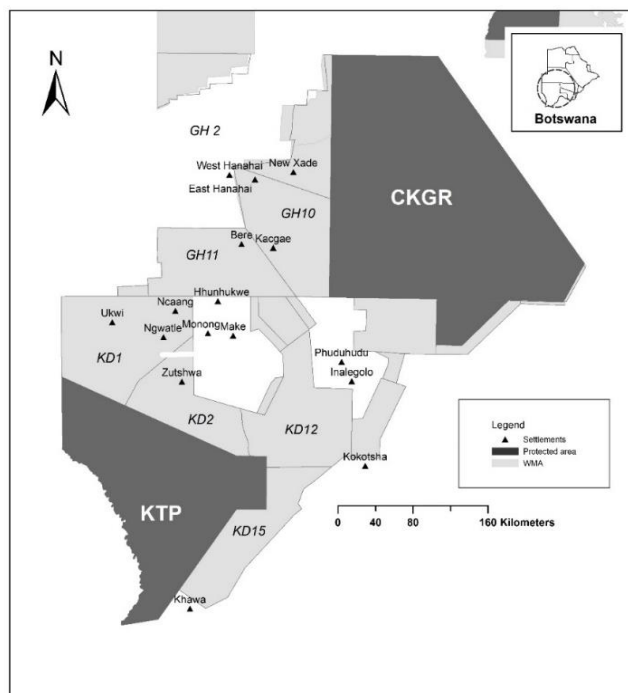 N
Botswana
GH 2
West Hanahai
New Xade
East Hanahai
CKGR
GH10
Bere
Kacgae
GH11
Hhunhukwe
Ncaang
Ukwi
Ngwatle
Monong
Make
KD1
Phuduhudu
Zutshwa
Inalegolo
KD2
KD12
Legend
Settlements
Protected area
WMA
Kokotsha
KTP
0 40 80 160 Kilometers
KD15
Khawa